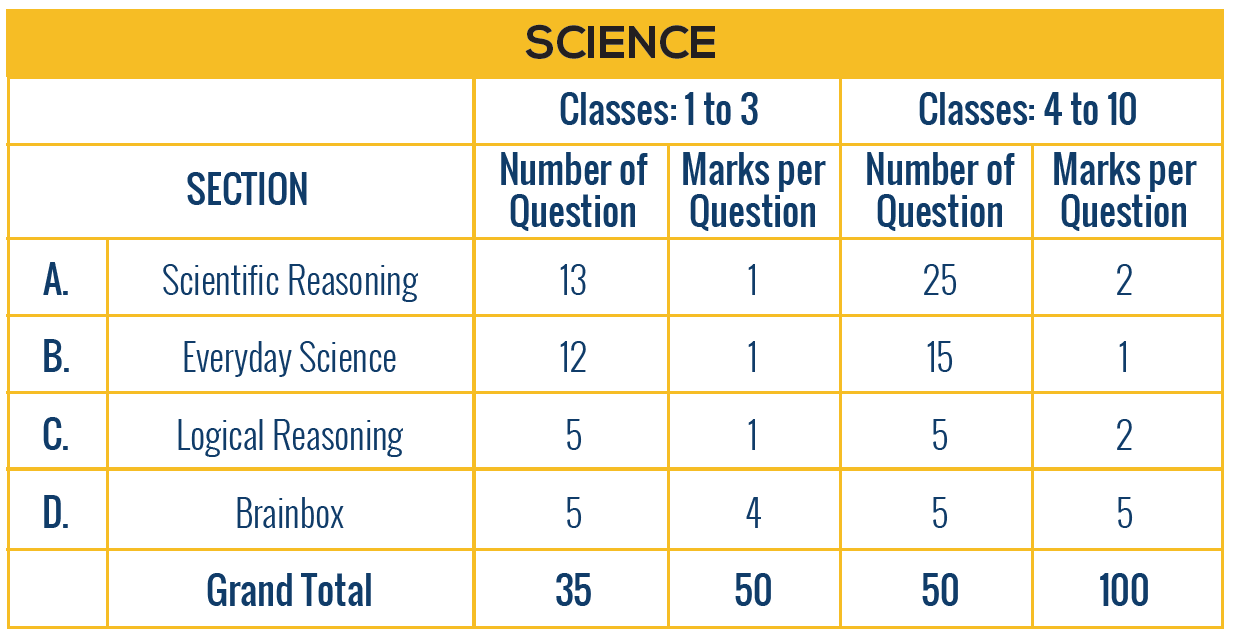 SCIENCE
Classes: 1 to 3 Classes: 4 to 10
SECTION Number of Question Marks per Question Number of Question Marks per Question
A. Scientific Reasoning 13 1 25 2
B. Everyday Science 12 1 15 1
C. Logical Reasoning 5 1 5 2
D. Brainbox 5 4 5 5
Grand Total 35 50 50 100